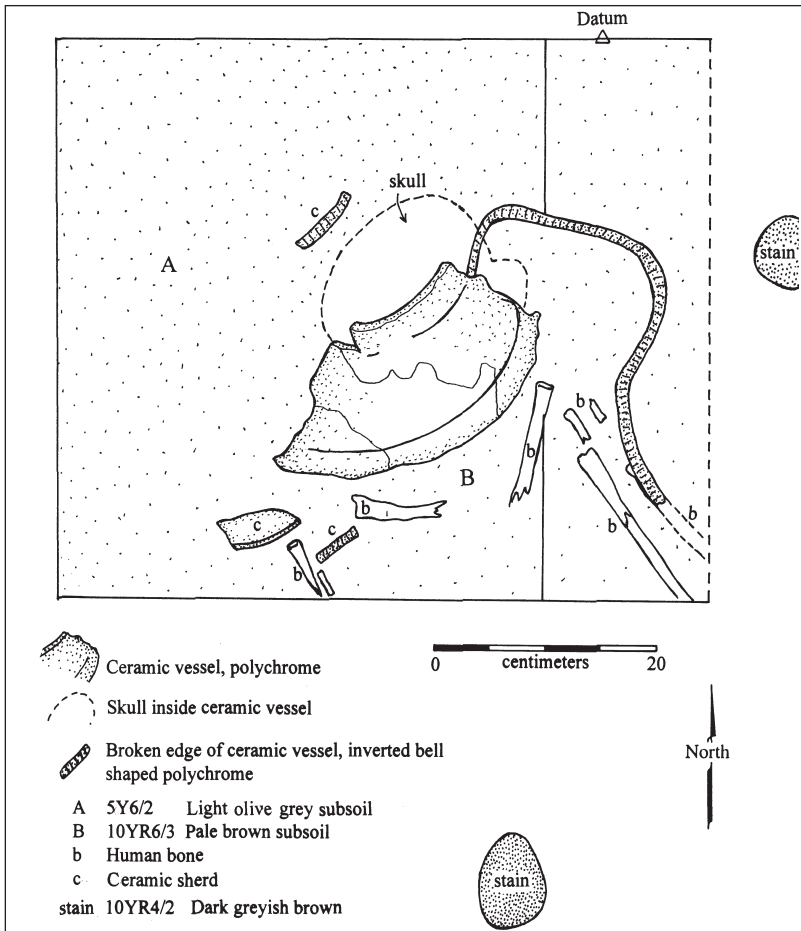 Datum
skull
c
A
stain
b
b
B
b
b
c
c
b
b
Ceramic vessel, polychrome
0 centimeters 20
Skull inside ceramic vessel
North
Broken edge of ceramic vessel, inverted bell
shaped polychrome
A 5Y6/2 Light olive grey subsoil
B 10YR6/3 Pale brown subsoil
b Human bone
c Ceramic sherd
stain 10YR4/2 Dark greyish brown
stain